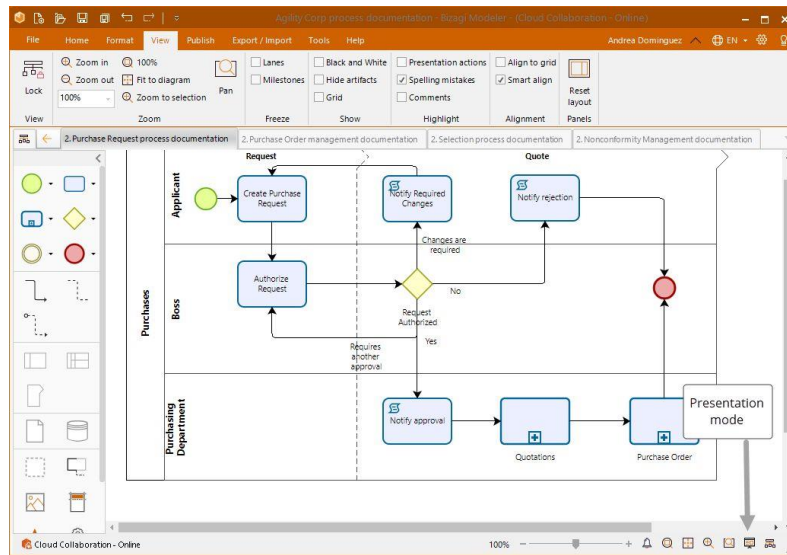 Agility Corp process documentation - Bizagi Modeler - (Cloud Collaboration - Online)
File Home Format View Publish Export / Import Tools Help Andrea Dominguez EN
Zoom in 100% Lanes Black and White Presentation actions Align to grid
Zoom out Fit to diagram Milestones Hide artifacts Spelling mistakes Smart align
Lock 100% Zoom to selection Pan Grid Comments Reset
layout
View Zoom Freeze Show Highlight Alignment Panels
2. Purchase Request process documentation 2. Purchase Order management documentation 2. Selection process documentation 2. Nonconformity Management documentation
Request Quote
Purchases
Applicant
Create Purchase
Request
Notify Required
Changes
Notify rejection
Changes are
required
Boss
Authorize
Request
No
Request
Authorized
Yes
Requires
another
approval
Purchasing
Department
Notify approval
Quotations
Purchase Order
Presentation
mode
Cloud Collaboration - Online 100%